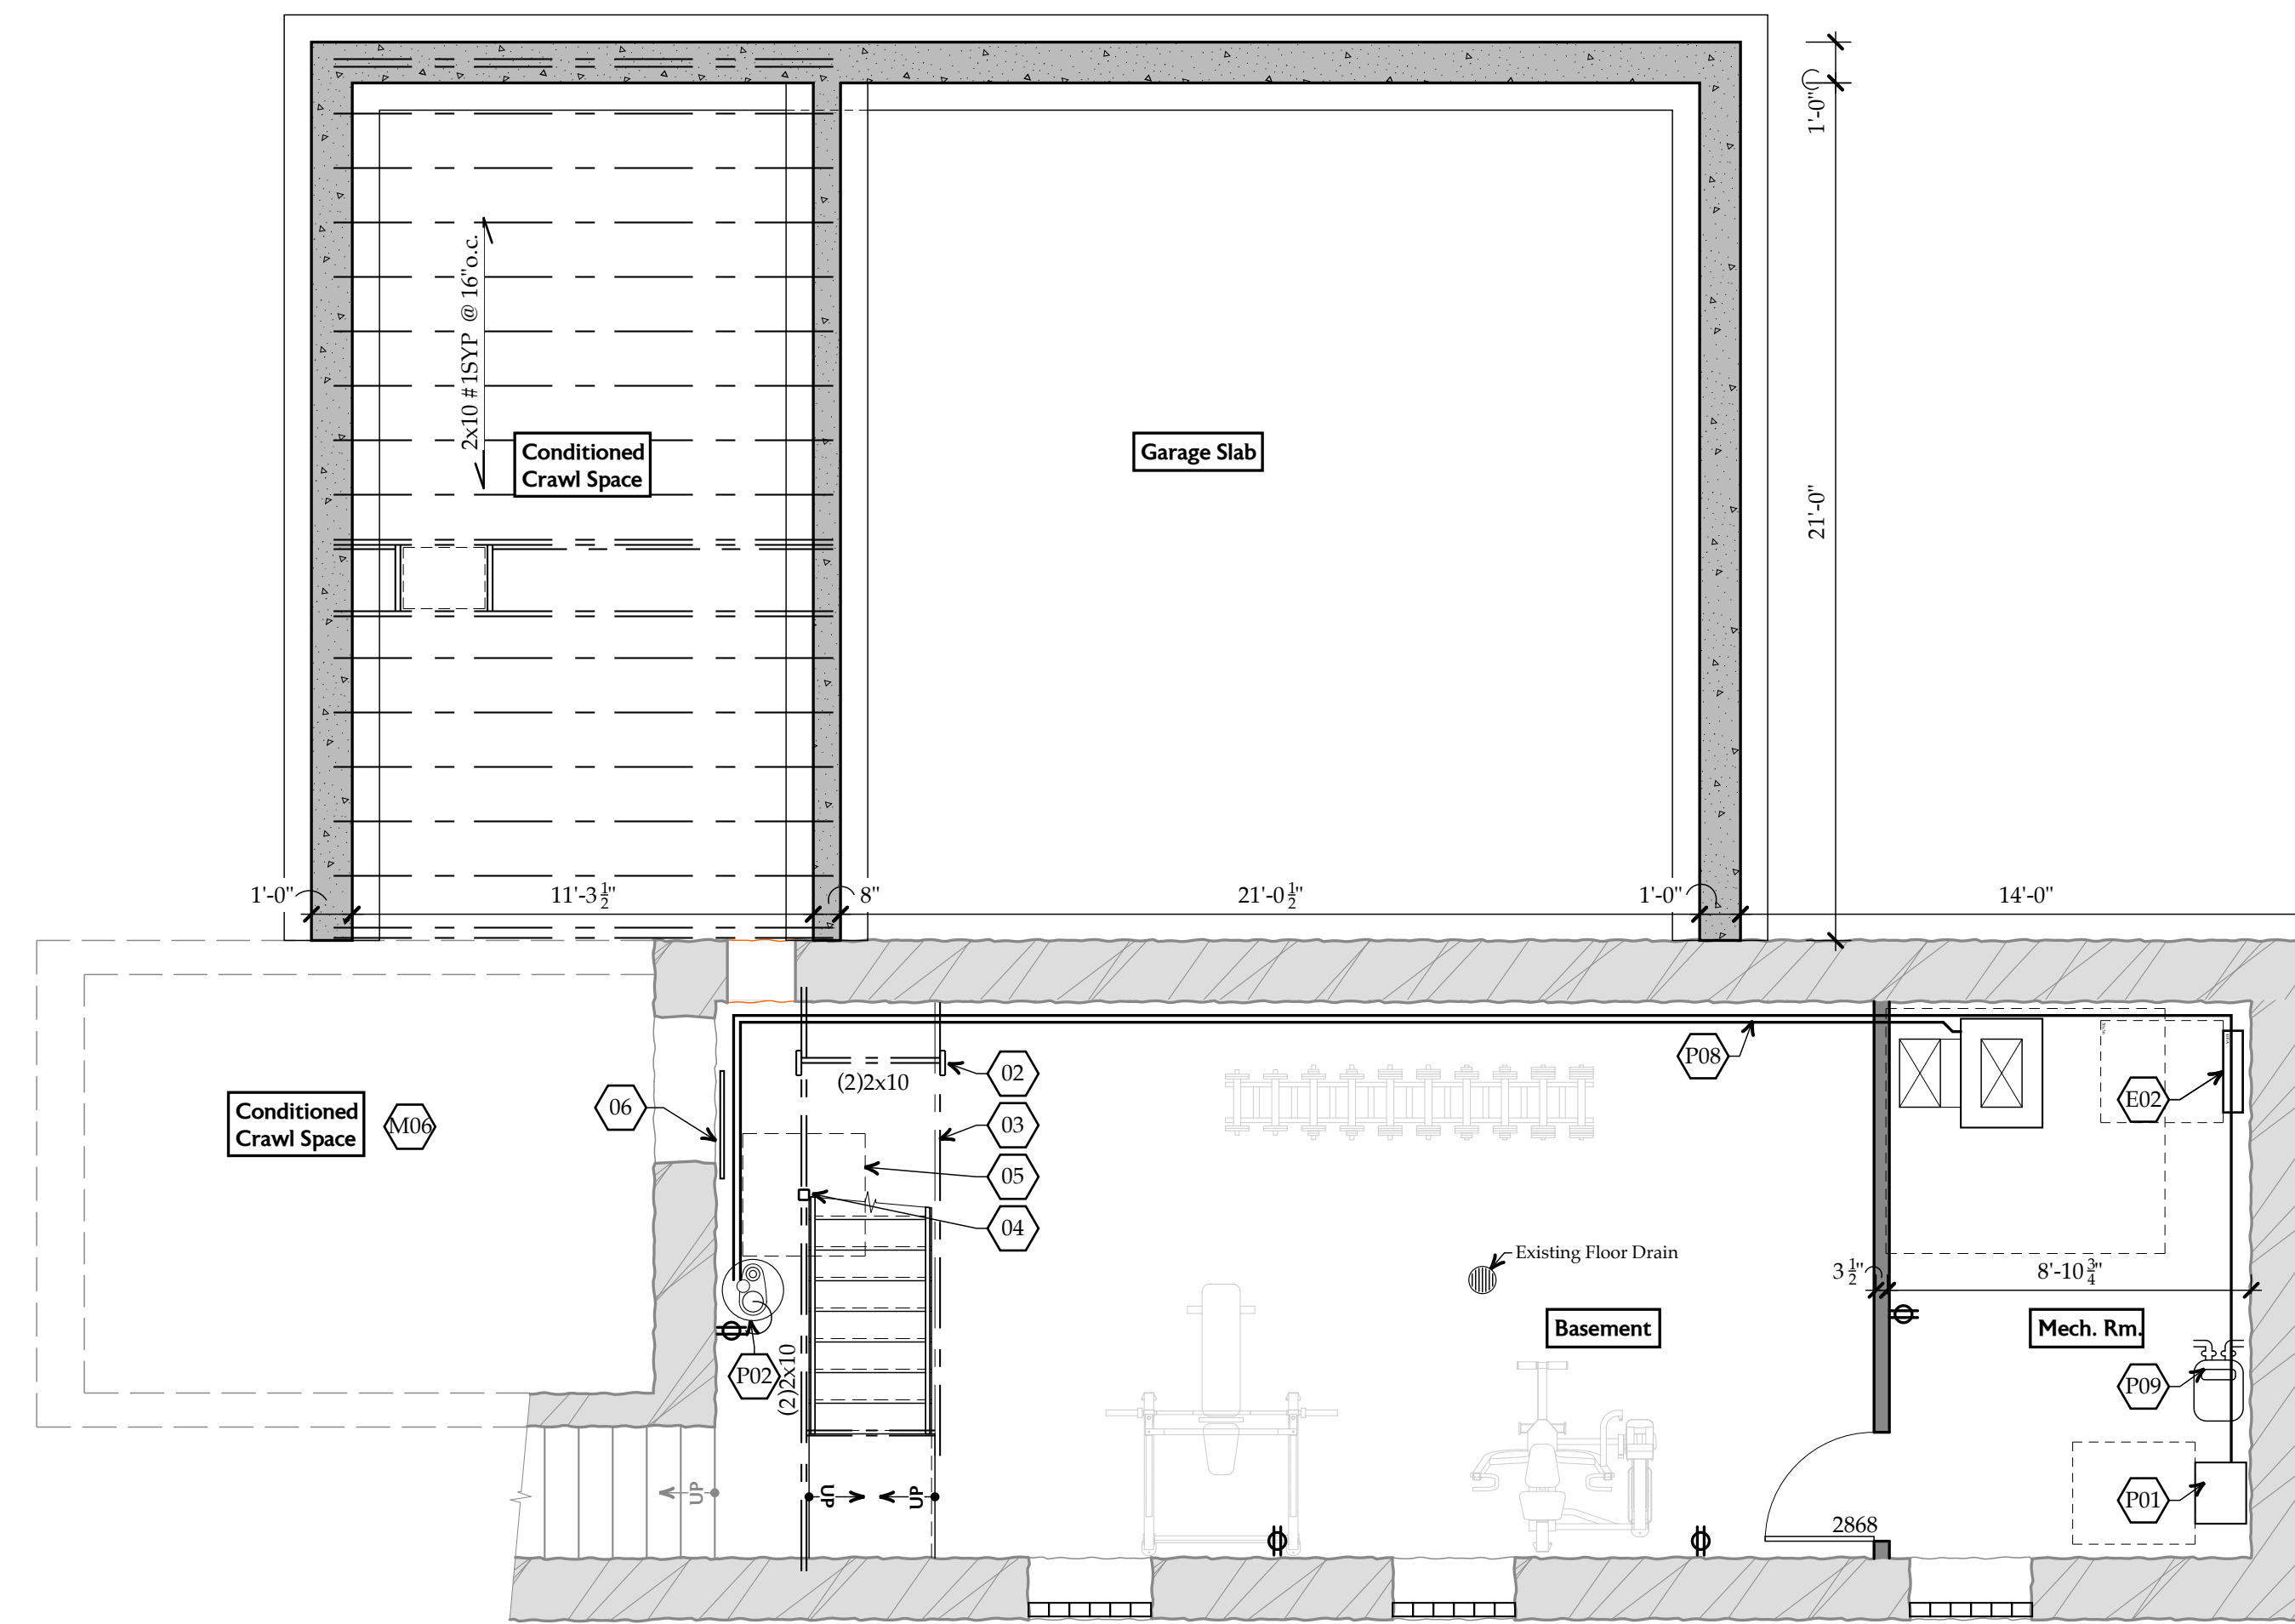 1'-0"
2x10 #1SYP @ 16"o.c.
Conditioned
Crawl Space
Garage Slab
21'-0"
1'-0"
11'-3 1/2"
8"
21'-0 1/2"
1'-0"
14'-0"
P08
02
(2)2x10
Conditioned
Crawl Space
M06
06
E02
03
05
04
Existing Floor Drain
3 1/2"
8'-10 3/4"
Basement
Mech. Rm.
P02
(2)2x10
P09
UP
UP
UP
P01
2868